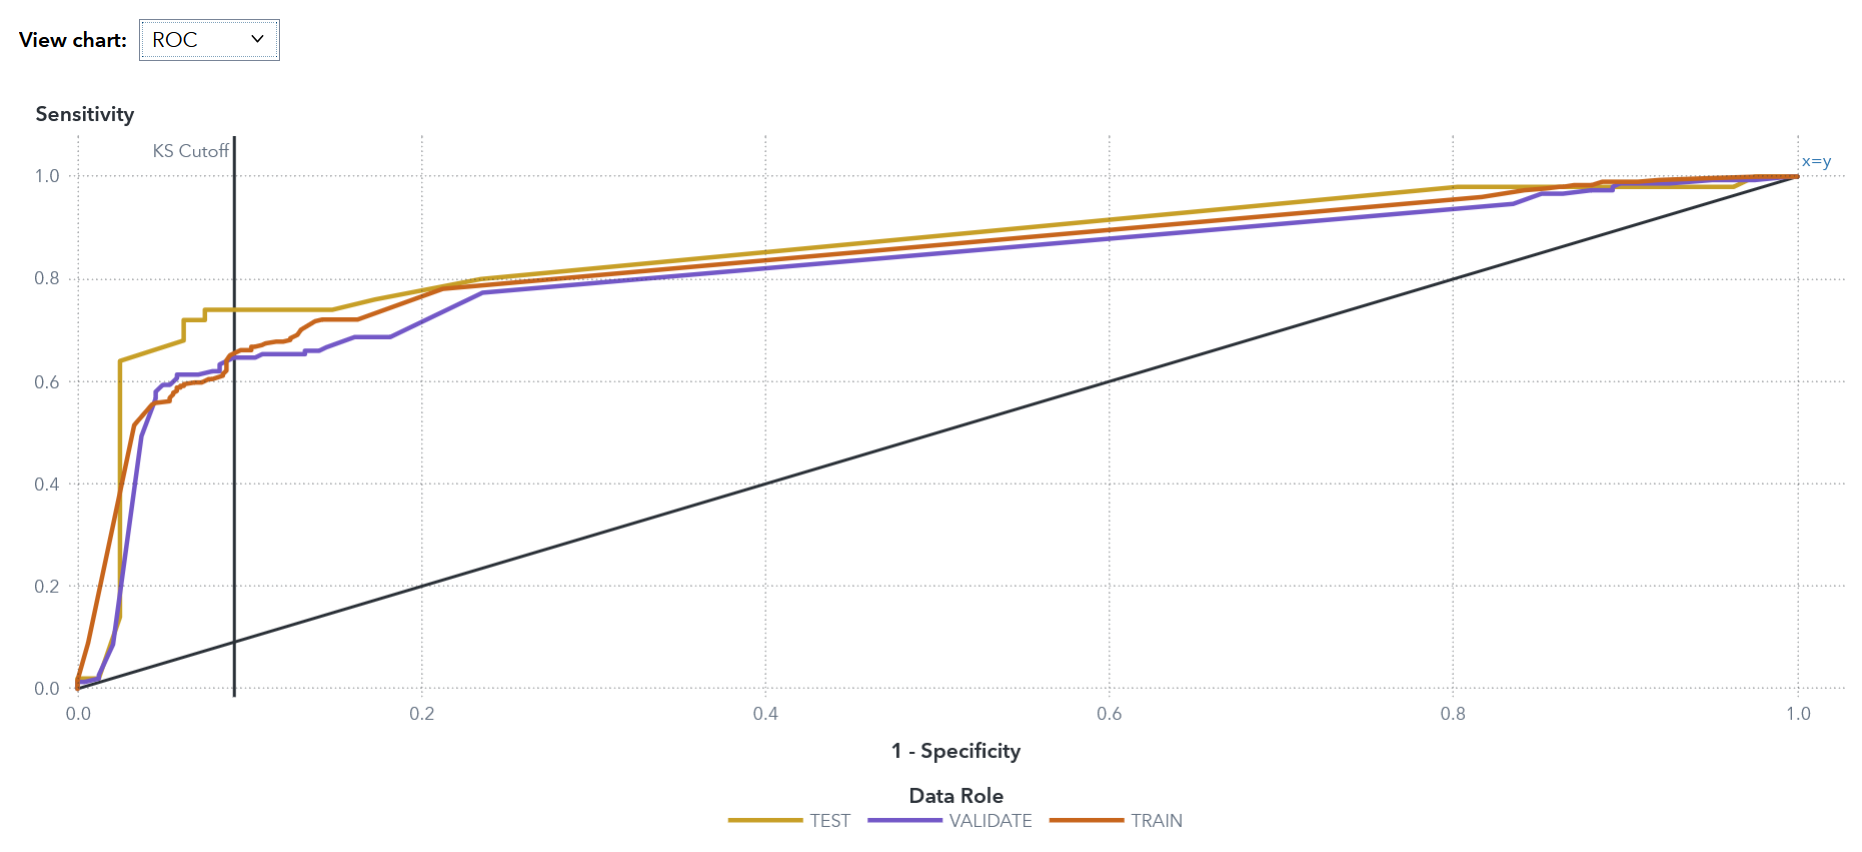 View chart: ROC
Sensitivity
KS Cutoff
x=y
1.0
0.8
0.6
0.4
0.2
0.0
0.0 0.2 0.4 0.6 0.8 1.0
1 - Specificity
Data Role
TEST VALIDATE TRAIN